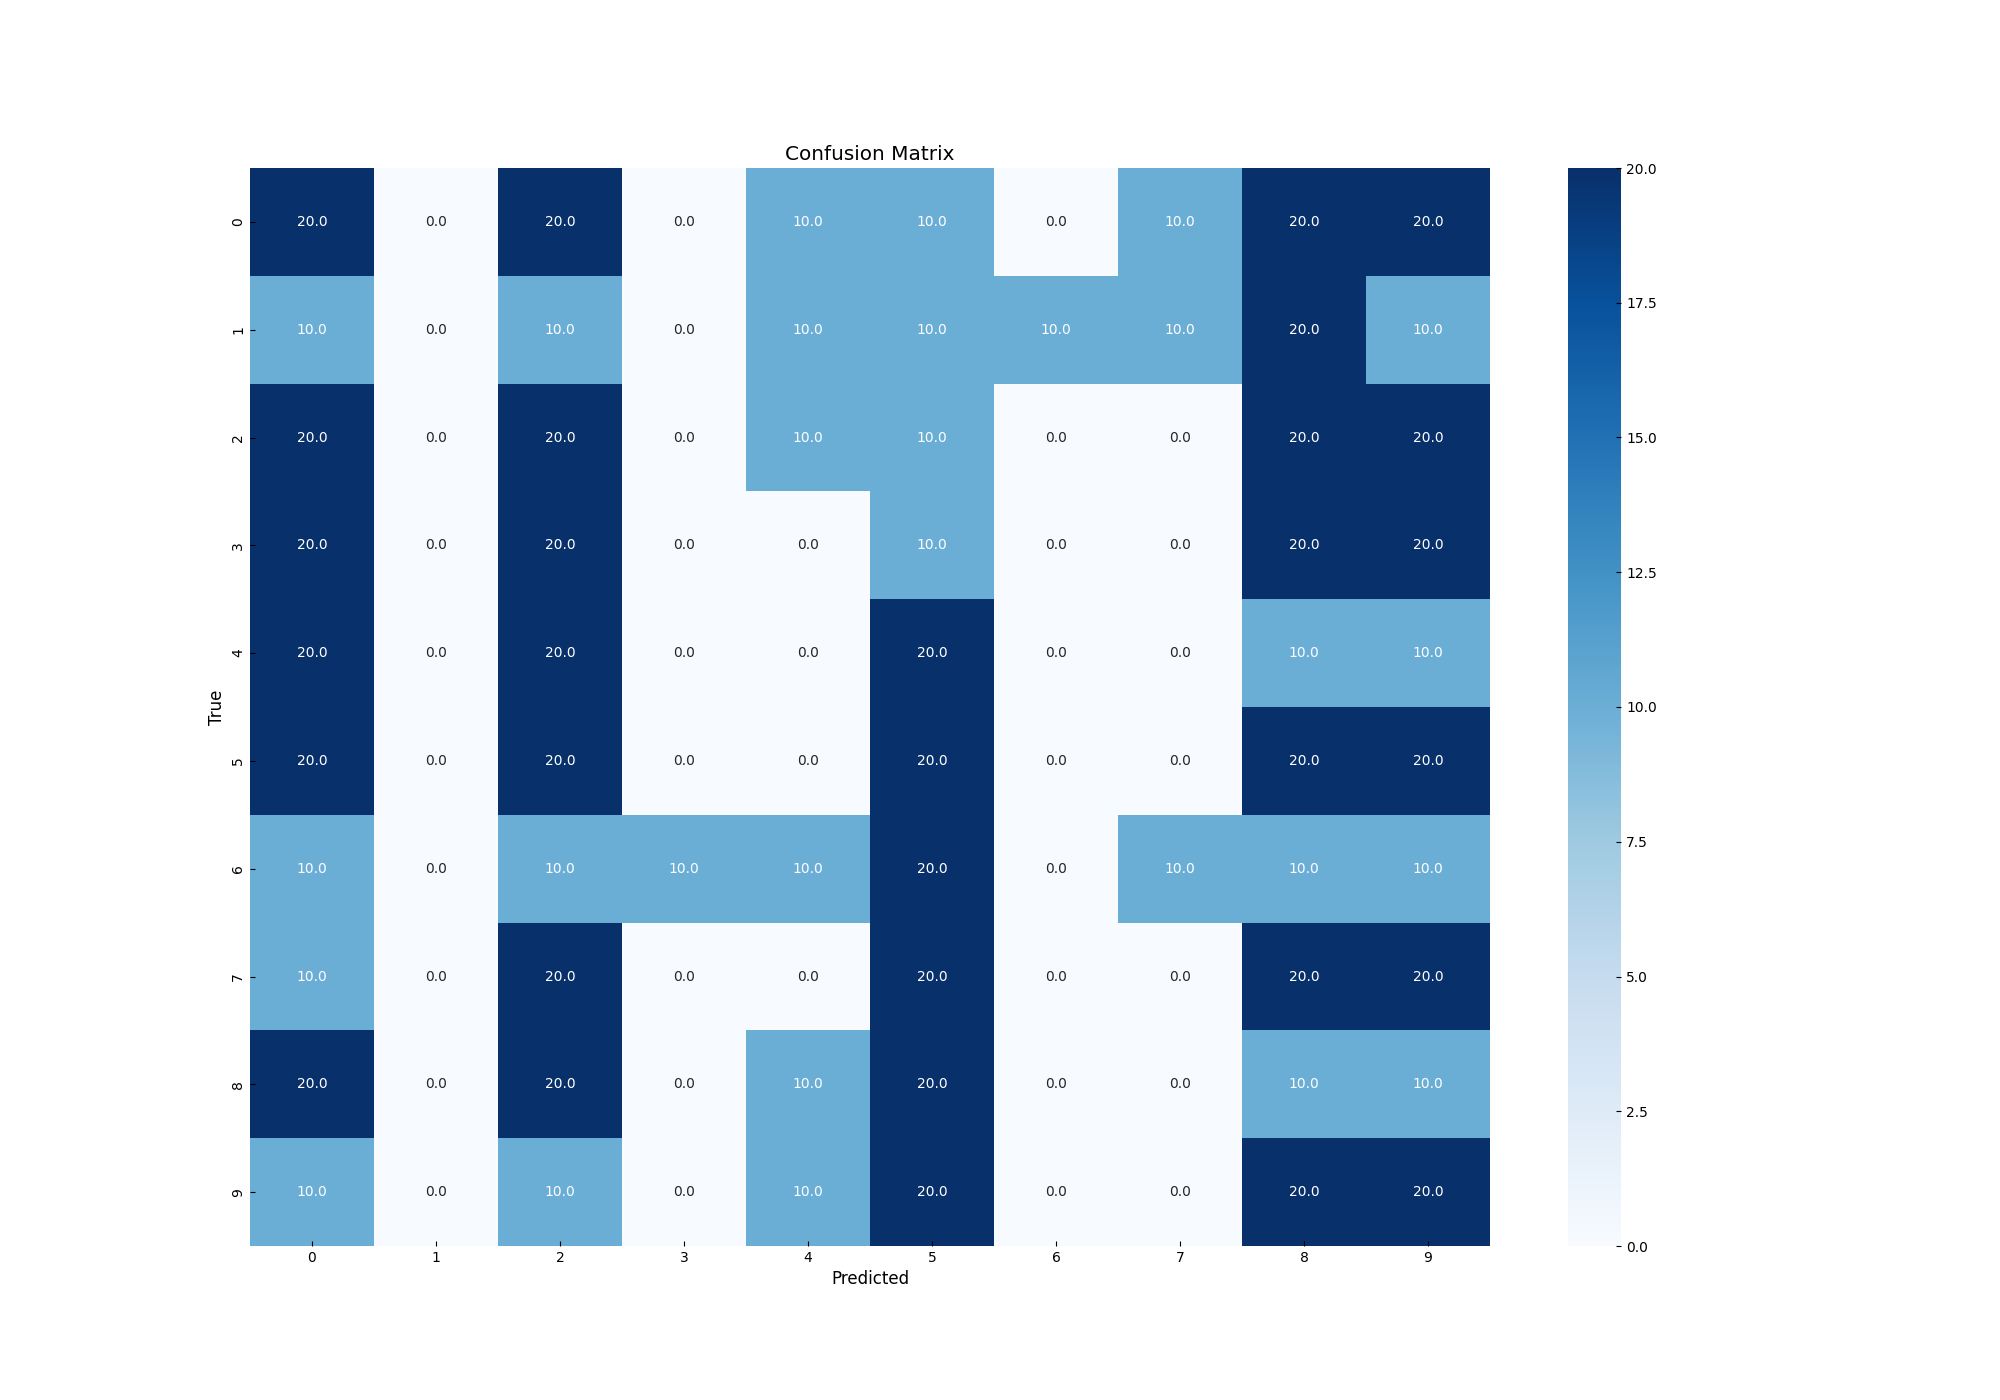 Confusion Matrix
0 20.0 0.0 20.0 0.0 10.0 10.0 0.0 10.0 20.0 20.0
1 10.0 0.0 10.0 0.0 10.0 10.0 10.0 10.0 20.0 10.0
2 20.0 0.0 20.0 0.0 10.0 10.0 0.0 0.0 20.0 20.0
3 20.0 0.0 20.0 0.0 0.0 10.0 0.0 0.0 20.0 20.0
4 20.0 0.0 20.0 0.0 0.0 20.0 0.0 0.0 10.0 10.0
True
5 20.0 0.0 20.0 0.0 0.0 20.0 0.0 0.0 20.0 20.0
6 10.0 0.0 10.0 10.0 10.0 20.0 0.0 10.0 10.0 10.0
7 10.0 0.0 20.0 0.0 0.0 20.0 0.0 0.0 20.0 20.0
8 20.0 0.0 20.0 0.0 10.0 20.0 0.0 0.0 10.0 10.0
9 10.0 0.0 10.0 0.0 10.0 20.0 0.0 0.0 20.0 20.0
0 1 2 3 4 5 6 7 8 9
Predicted
20.0
17.5
15.0
12.5
10.0
7.5
5.0
2.5
0.0